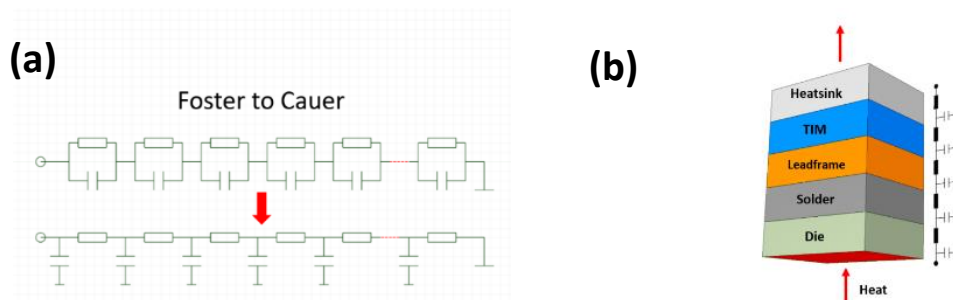 (a)
Foster to Cauer
(b)
Heatsink
TIM
Leadframe
Solder
Die
Heat